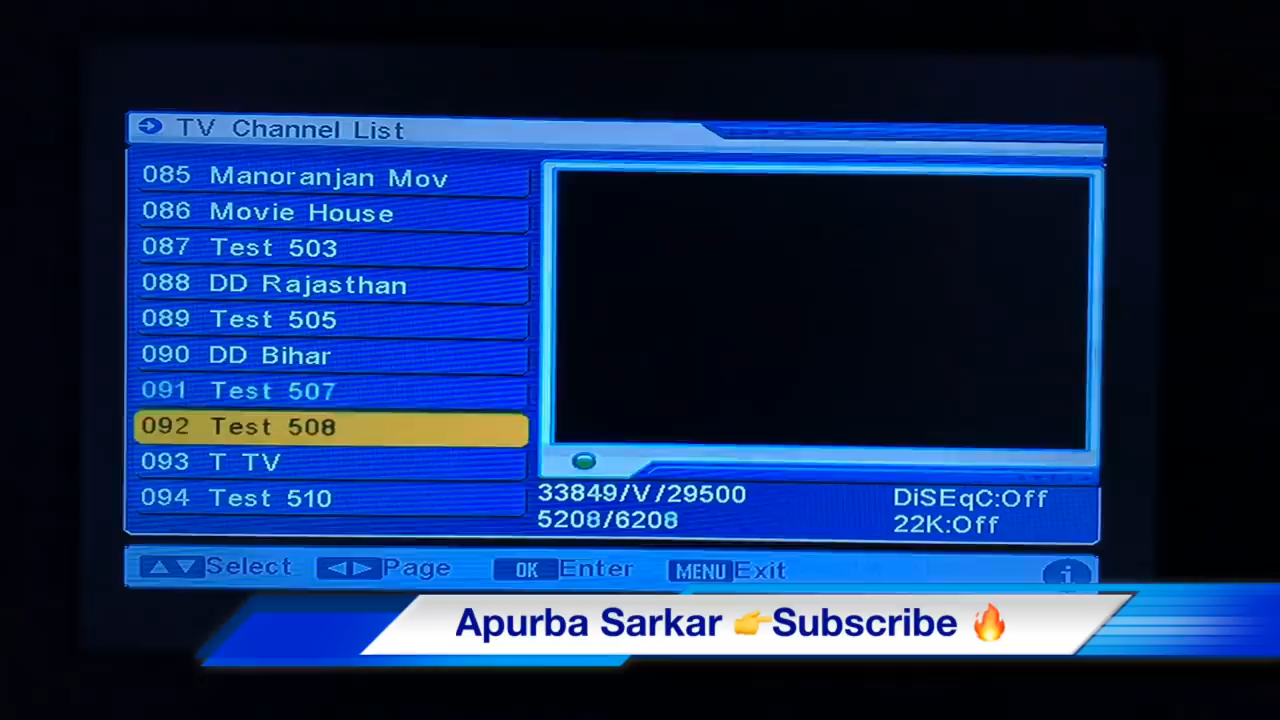 TV Channel List
085 Manoranjan Mov
086 Movie House
087 Test 503
088 DD Rajasthan
089 Test 505
090 DD Bihar
091 Test 507
092 Test 508
093 T TV
094 Test 510
33849/V/29500
5208/6208
DiSEqC:Off
22K:Off
▲▼ Select ◄► Page OK Enter MENU Exit i
Apurba Sarkar 👉Subscribe 🔥